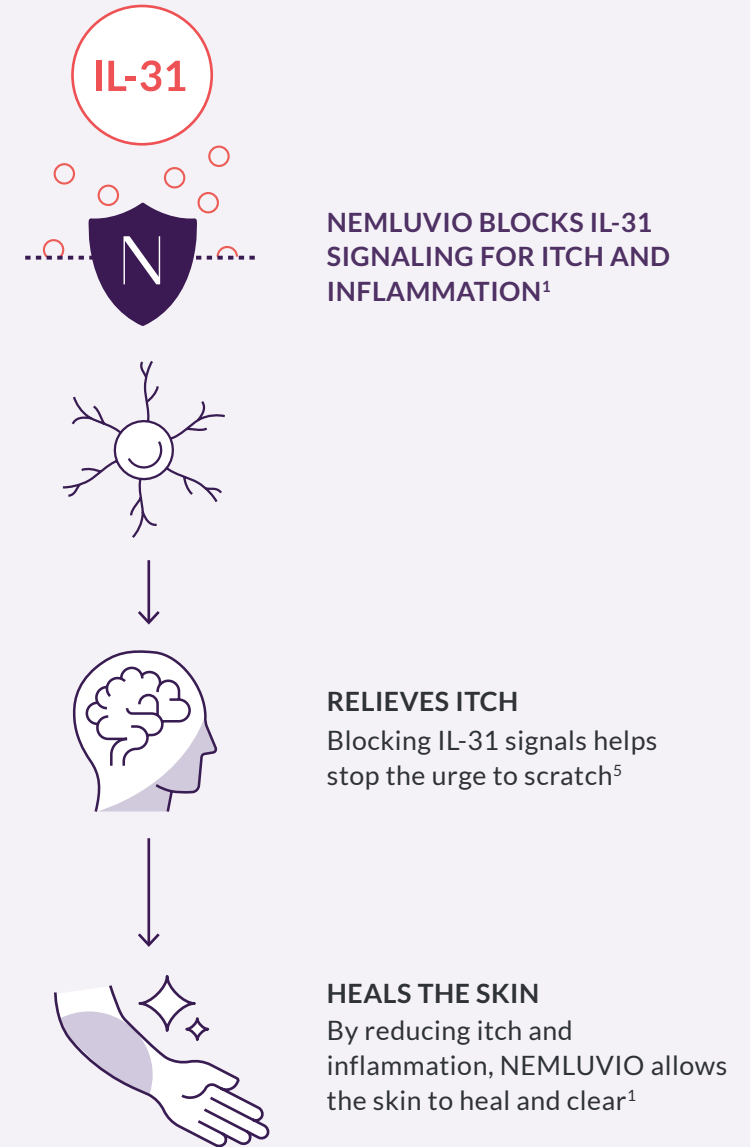 IL-31
N
NEMLUVIO BLOCKS IL-31
SIGNALING FOR ITCH AND
INFLAMMATION¹
RELIEVES ITCH
Blocking IL-31 signals helps
stop the urge to scratch⁵
HEALS THE SKIN
By reducing itch and
inflammation, NEMLUVIO allows
the skin to heal and clear¹